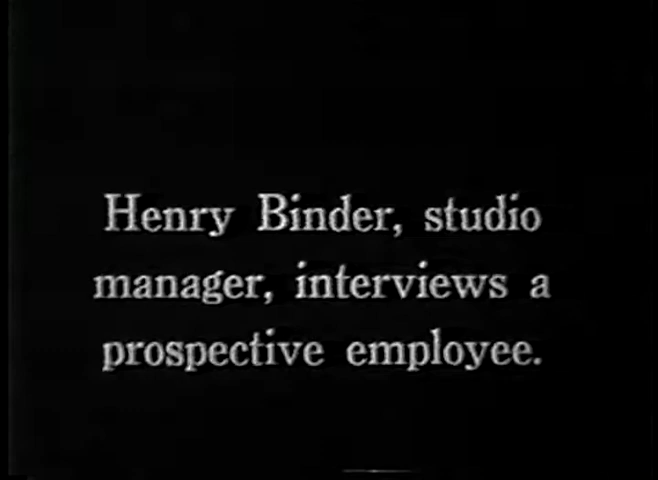 Henry Binder, studio
manager, interviews a
prospective employee.